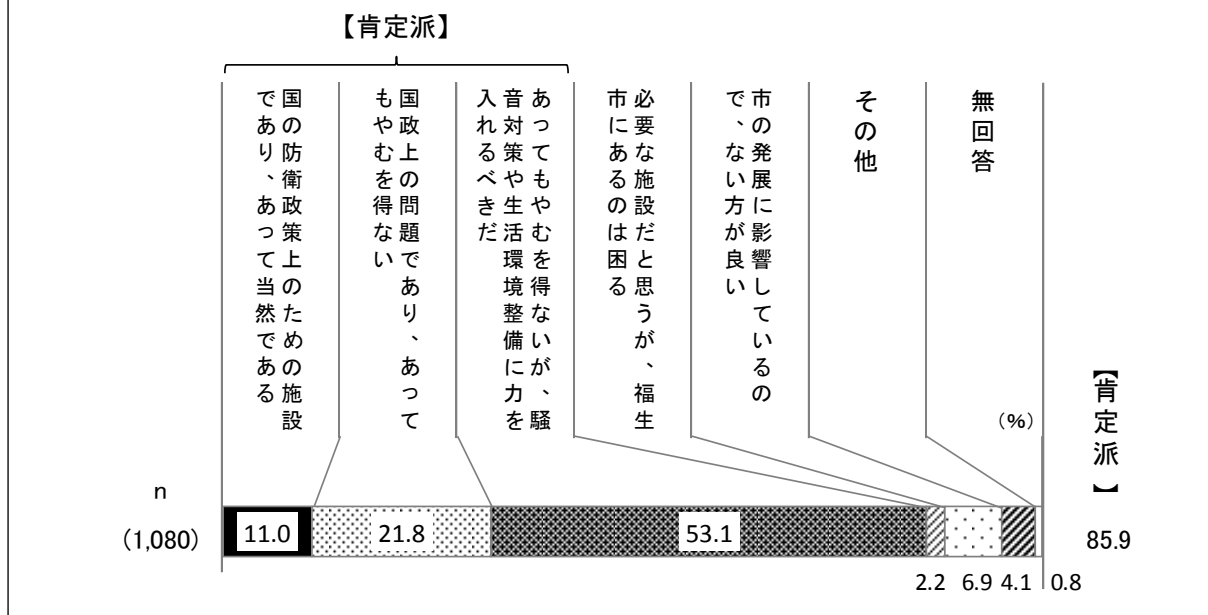 【肯定派】
国の防衛政策上のための施設
であり、あって当然である
国政上の問題であり、あって
もやむを得ない
あってもやむを得ないが、騒
音対策や生活環境整備に力を
入れるべきだ
必要な施設だと思うが、福生
市にあるのは困る
市の発展に影響しているの
で、ない方が良い
その他
無回答
(%)
【肯定派】
n
(1,080)
11.0
21.8
53.1
2.2
6.9
4.1
0.8
85.9